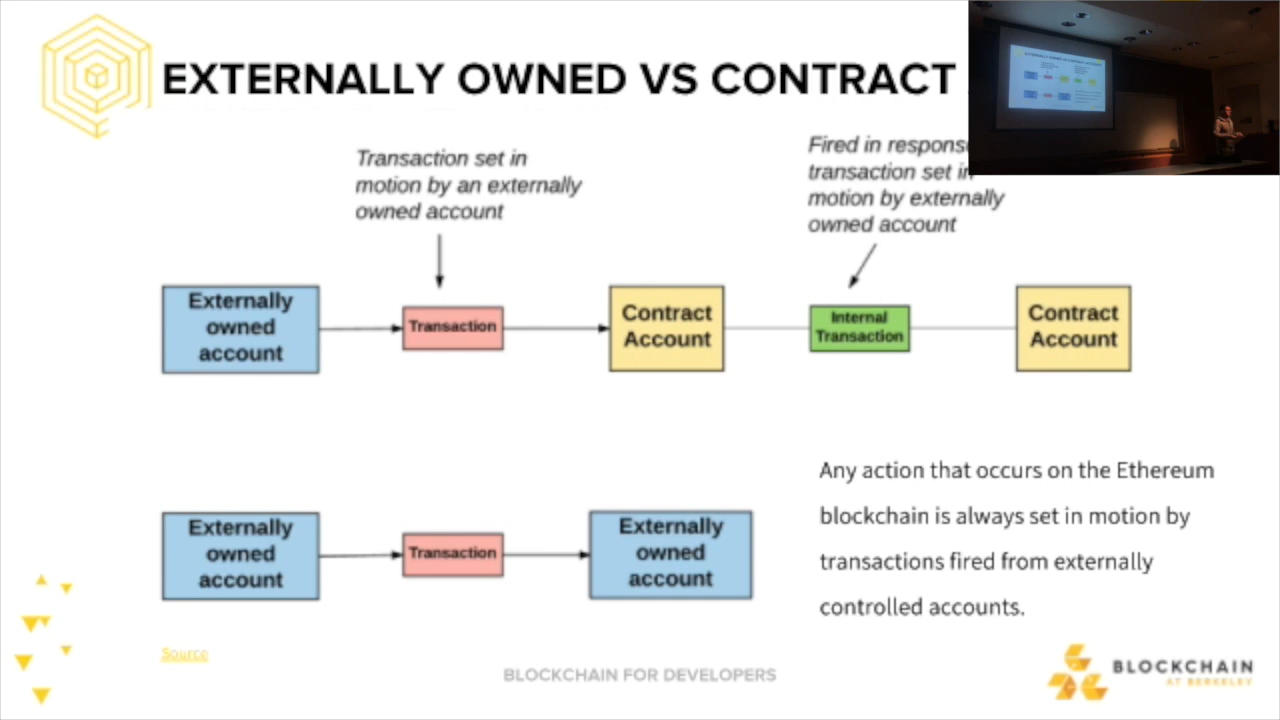 EXTERNALLY OWNED VS CONTRACT
Transaction set in
motion by an externally
owned account
Fired in
transaction set in
motion by externally
owned account
Externally
owned
account
Transaction
Contract
Account
Internal
Transaction
Contract
Account
Externally
owned
account
Transaction
Externally
owned
account
Any action that occurs on the Ethereum
blockchain is always set in motion by
transactions fired from externally
controlled accounts.
Source
BLOCKCHAIN FOR DEVELOPERS
BLOCKCHAIN
AT BERKELEY